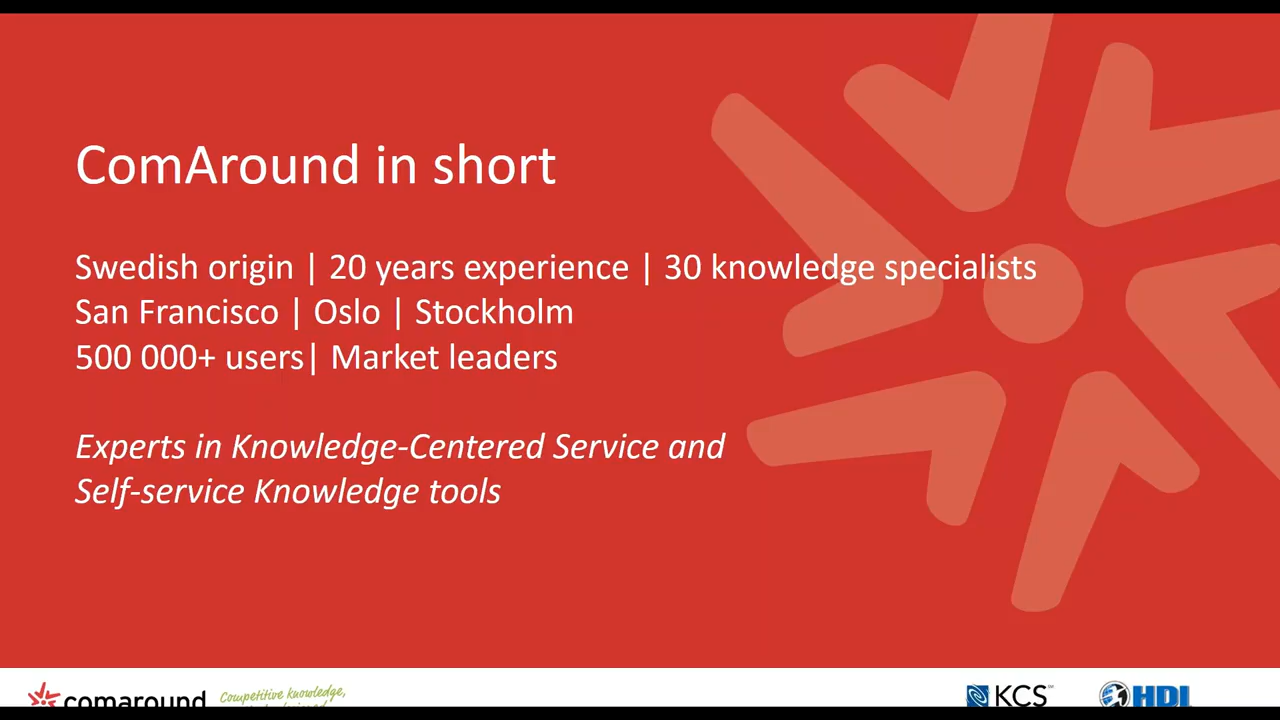 ComAround in short
Swedish origin | 20 years experience | 30 knowledge specialists
San Francisco | Oslo | Stockholm
500 000+ users| Market leaders
Experts in Knowledge-Centered Service and
Self-service Knowledge tools
comaround
Competitive knowledge,
KCS℠
HDI